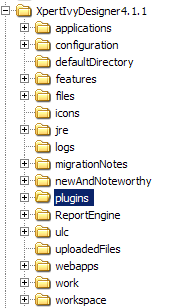 XpertIvyDesigner4.1.1
applications
configuration
defaultDirectory
features
files
icons
jre
logs
migrationNotes
newAndNoteworthy
plugins
ReportEngine
ulc
uploadedFiles
webapps
work
workspace